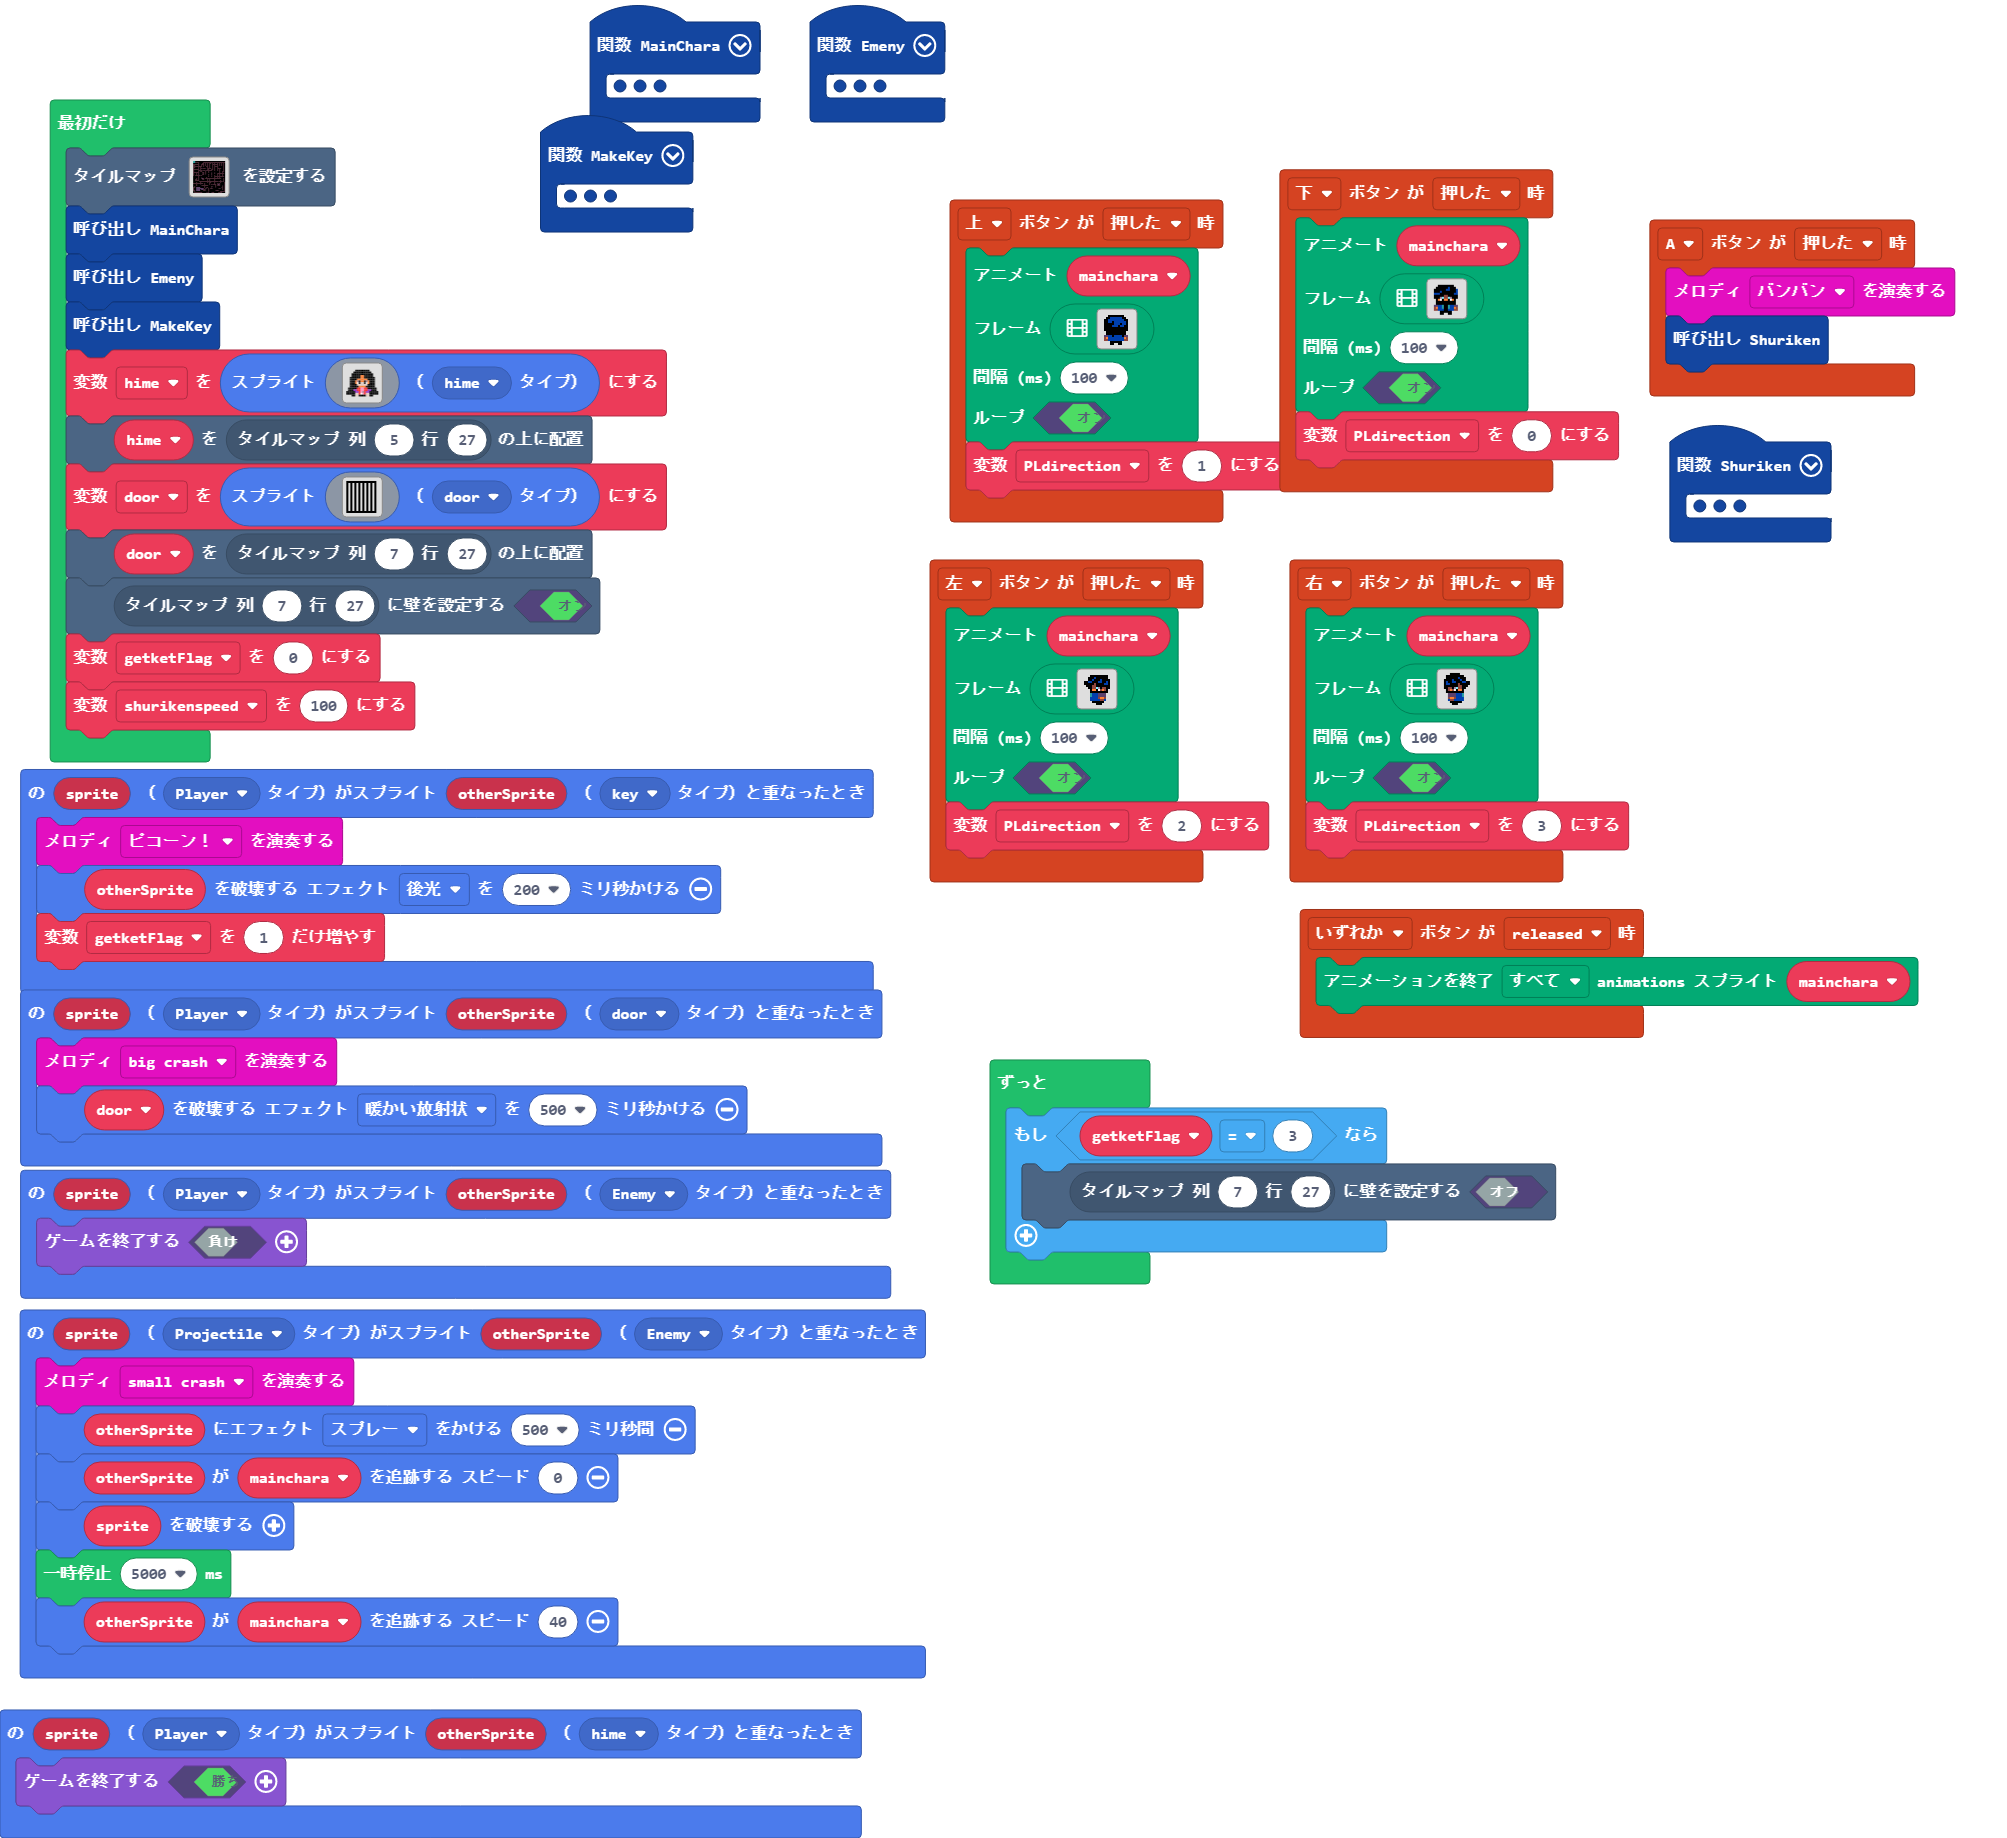 関数 MainChara
関数 Emeny
関数 MakeKey
最初だけ
タイルマップ を設定する
呼び出し MainChara
呼び出し Emeny
呼び出し MakeKey
変数 hime を スプライト ( hime タイプ) にする
hime を タイルマップ 列 5 行 27 の上に配置
変数 door を スプライト ( door タイプ) にする
door を タイルマップ 列 7 行 27 の上に配置
タイルマップ 列 7 行 27 に壁を設定する
変数 getketFlag を 0 にする
変数 shurikenspeed を 100 にする
の sprite ( Player タイプ) がスプライト otherSprite ( key タイプ) と重なったとき
メロディ ピコーン! を演奏する
otherSprite を破壊する エフェクト 後光 を 200 ミリ秒かける
変数 getketFlag を 1 だけ増やす
の sprite ( Player タイプ) がスプライト otherSprite ( door タイプ) と重なったとき
メロディ big crash を演奏する
door を破壊する エフェクト 暖かい放射状 を 500 ミリ秒かける
の sprite ( Player タイプ) がスプライト otherSprite ( Enemy タイプ) と重なったとき
ゲームを終了する 負け
の sprite ( Projectile タイプ) がスプライト otherSprite ( Enemy タイプ) と重なったとき
メロディ small crash を演奏する
otherSprite にエフェクト スプレー をかける 500 ミリ秒間
otherSprite が mainchara を追跡する スピード 0
sprite を破壊する
一時停止 5000 ms
otherSprite が mainchara を追跡する スピード 40
の sprite ( Player タイプ) がスプライト otherSprite ( hime タイプ) と重なったとき
ゲームを終了する 勝ち
上 ボタン が 押した 時
アニメート mainchara
フレーム
間隔 (ms) 100
ループ
変数 PLdirection を 1 にする
下 ボタン が 押した 時
アニメート mainchara
フレーム
間隔 (ms) 100
ループ
変数 PLdirection を 0 にする
A ボタン が 押した 時
メロディ バンバン を演奏する
呼び出し Shuriken
関数 Shuriken
左 ボタン が 押した 時
アニメート mainchara
フレーム
間隔 (ms) 100
ループ
変数 PLdirection を 2 にする
右 ボタン が 押した 時
アニメート mainchara
フレーム
間隔 (ms) 100
ループ
変数 PLdirection を 3 にする
いずれか ボタン が released 時
アニメーションを終了 すべて animations スプライト mainchara
ずっと
もし getketFlag = 3 なら
タイルマップ 列 7 行 27 に壁を設定する オフ